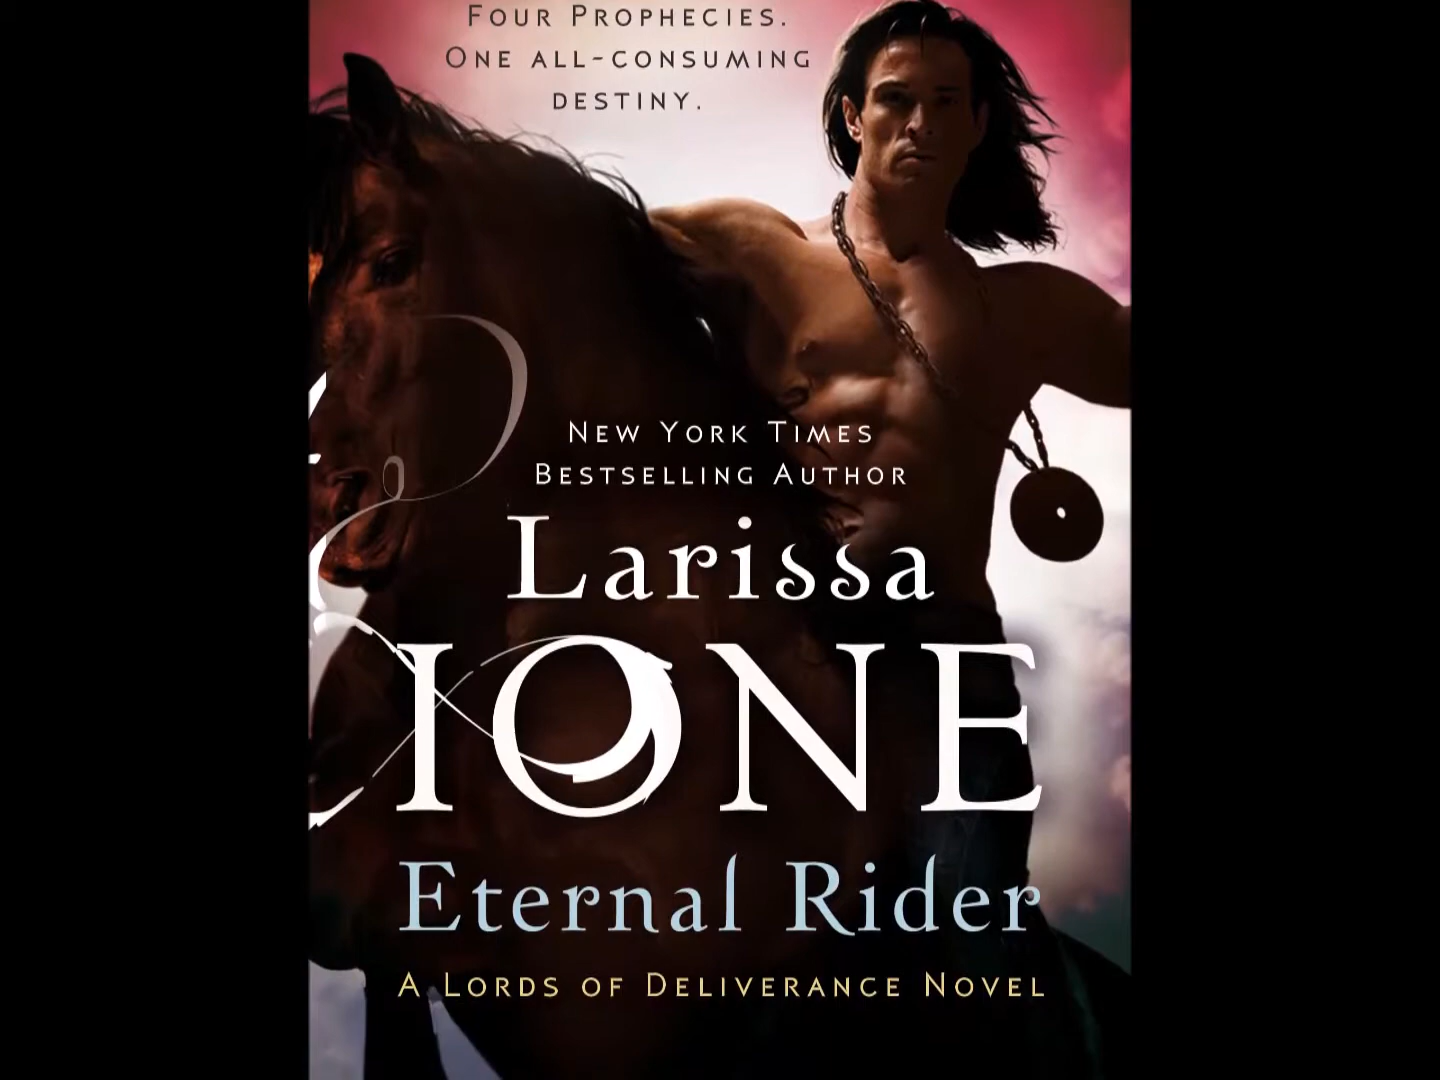 Four Prophecies.
One all-consuming
destiny.
New York Times
Bestselling Author
Larissa
Ione
Eternal Rider
A Lords of Deliverance Novel